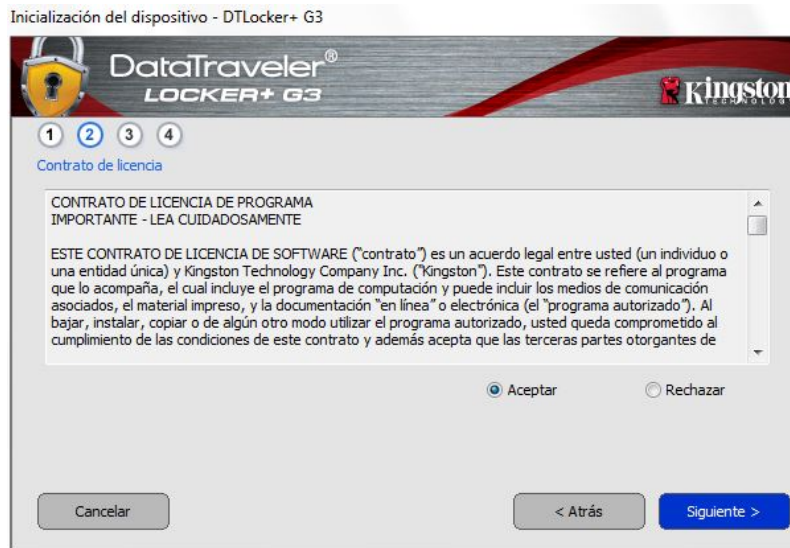 Inicialización del dispositivo - DTLocker+ G3
DataTraveler®
LOCKER+ G3
Kingston
TECHNOLOGY
1 2 3 4
Contrato de licencia
CONTRATO DE LICENCIA DE PROGRAMA
IMPORTANTE - LEA CUIDADOSAMENTE
ESTE CONTRATO DE LICENCIA DE SOFTWARE ("contrato") es un acuerdo legal entre usted (un individuo o
una entidad única) y Kingston Technology Company Inc. ("Kingston"). Este contrato se refiere al programa
que lo acompaña, el cual incluye el programa de computación y puede incluir los medios de comunicación
asociados, el material impreso, y la documentación "en línea" o electrónica (el "programa autorizado"). Al
bajar, instalar, copiar o de algún otro modo utilizar el programa autorizado, usted queda comprometido al
cumplimiento de las condiciones de este contrato y además acepta que las terceras partes otorgantes de
Aceptar Rechazar
Cancelar < Atrás Siguiente >